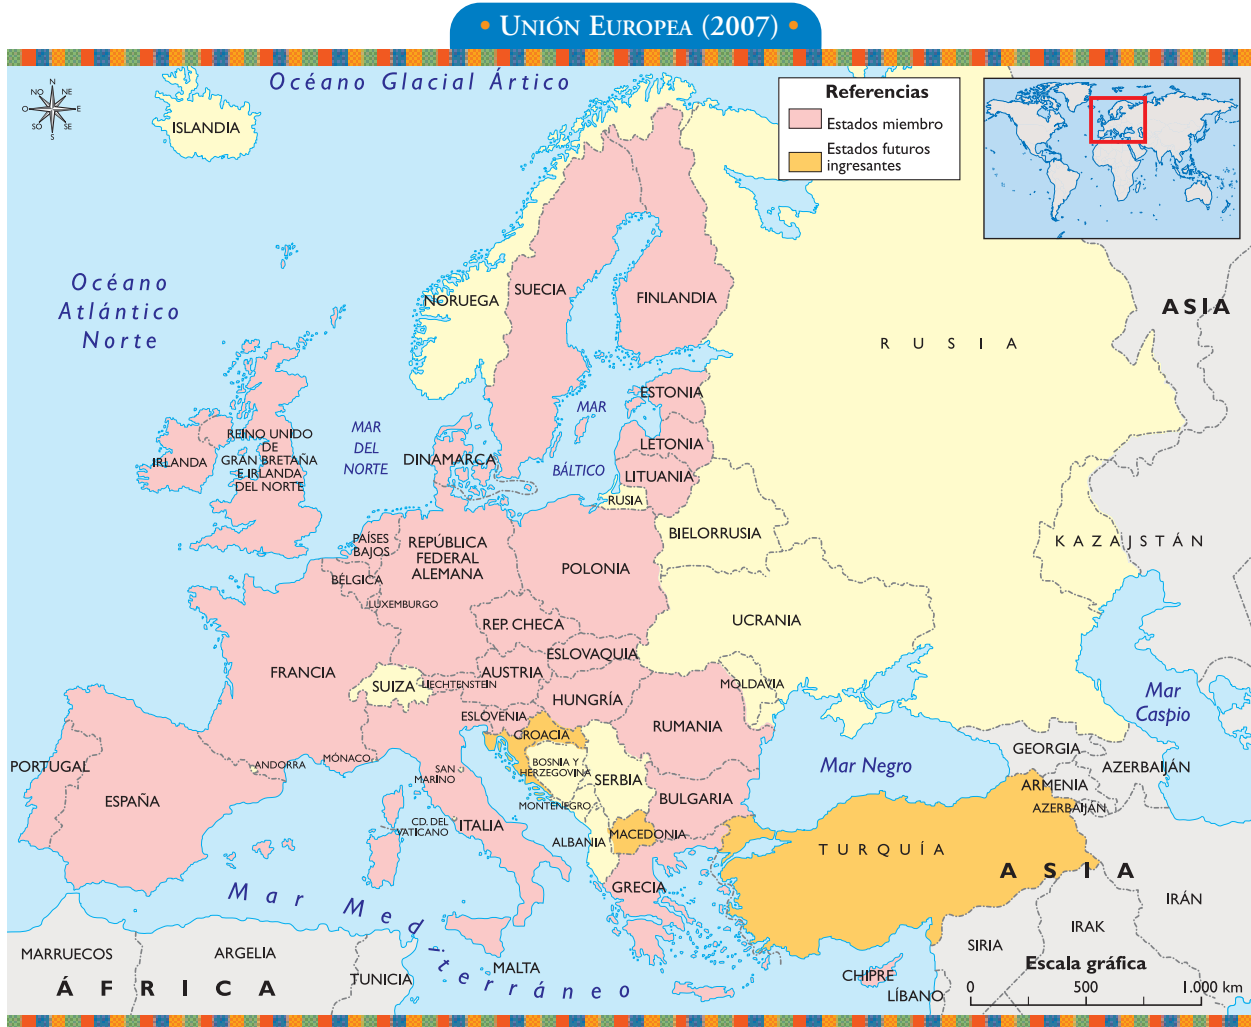 • UNIÓN EUROPEA (2007) •
Océano Glacial Ártico
N
NO
NE
O
E
SO
SE
S
ISLANDIA
Referencias
Estados miembro
Estados futuros
ingresantes
Océano
Atlántico
Norte
NORUEGA
SUECIA
FINLANDIA
RUSIA
ASIA
ESTONIA
MAR
BÁLTICO
LETONIA
LITUANIA
RUSIA
MAR
DEL
NORTE
DINAMARCA
IRLANDA
REINO UNIDO
DE
GRAN BRETAÑA
E IRLANDA
DEL NORTE
BIELORRUSIA
KAZAJSTÁN
PAÍSES
BAJOS
REPÚBLICA
FEDERAL
ALEMANA
POLONIA
BÉLGICA
LUXEMBURGO
REP. CHECA
UCRANIA
ESLOVAQUIA
FRANCIA
SUIZA
LIECHTENSTEIN
AUSTRIA
HUNGRÍA
MOLDAVIA
RUMANIA
ESLOVENIA
CROACIA
Mar
Caspio
PORTUGAL
ESPAÑA
ANDORRA
MÓNACO
SAN
MARINO
BOSNIA Y
HERZEGOVINA
SERBIA
Mar Negro
GEORGIA
ARMENIA
AZERBAIJÁN
AZERBAIJÁN
MONTENEGRO
BULGARIA
CD. DEL
VATICANO
ITALIA
ALBANIA
MACEDONIA
TURQUÍA
ASIA
GRECIA
Mar Mediterráneo
IRÁN
IRAK
SIRIA
MARRUECOS
ARGELIA
TUNICIA
MALTA
CHIPRE
LÍBANO
ÁFRICA
Escala gráfica
0
500
1.000 km